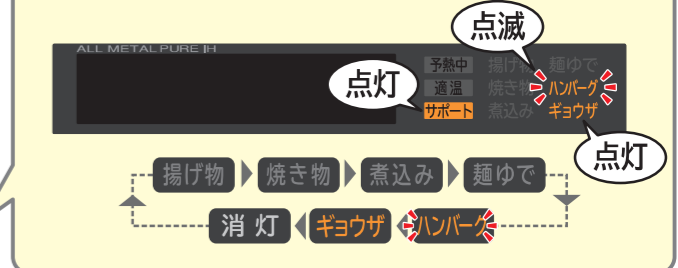 点滅
ALL METAL PURE IH
予熱中 揚げ物 麺ゆで
点灯
適温 焼き物 ハンバーグ
サポート 煮込み ギョウザ
点灯
揚げ物 焼き物 煮込み 麺ゆで
消灯 ギョウザ ハンバーグ